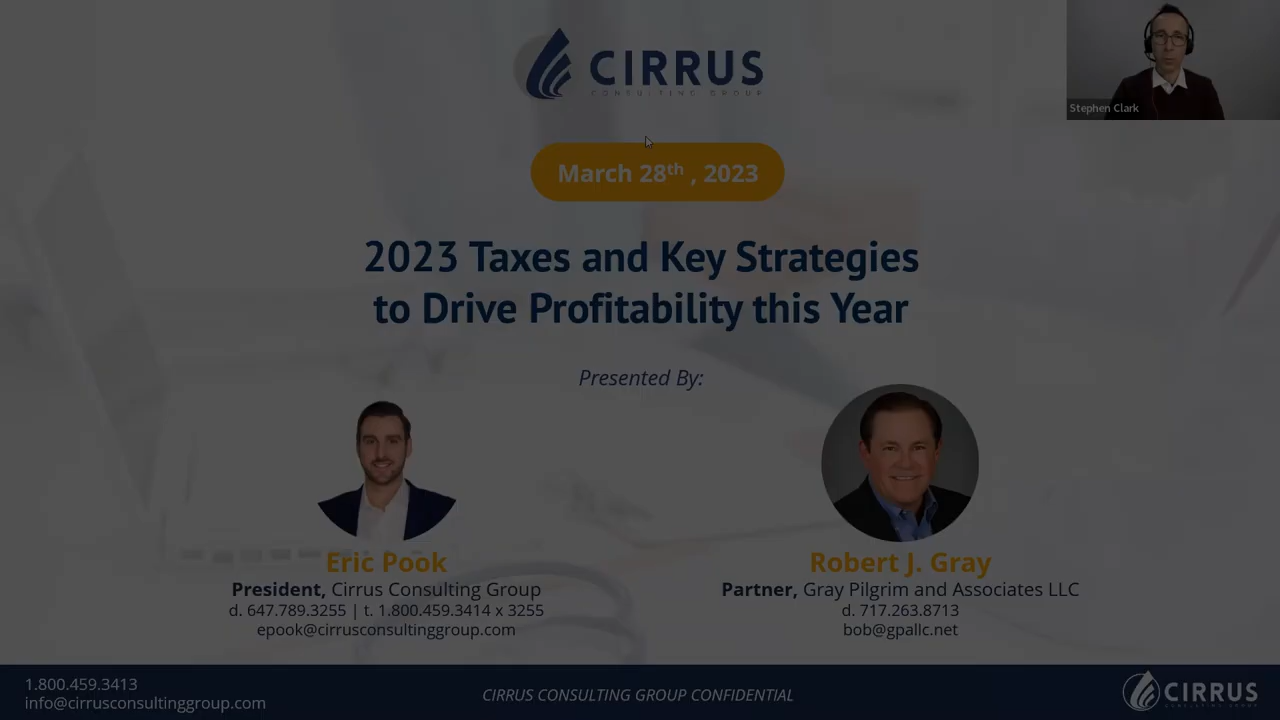 CIRRUS
CONSULTING GROUP
Stephen Clark
March 28th , 2023
2023 Taxes and Key Strategies
to Drive Profitability this Year
Presented By:
Eric Pook
President, Cirrus Consulting Group
d. 647.789.3255 | t. 1.800.459.3414 x 3255
epook@cirrusconsultinggroup.com
Robert J. Gray
Partner, Gray Pilgrim and Associates LLC
d. 717.263.8713
bob@gpallc.net
1.800.459.3413
info@cirrusconsultinggroup.com
CIRRUS CONSULTING GROUP CONFIDENTIAL
CIRRUS
CONSULTING GROUP